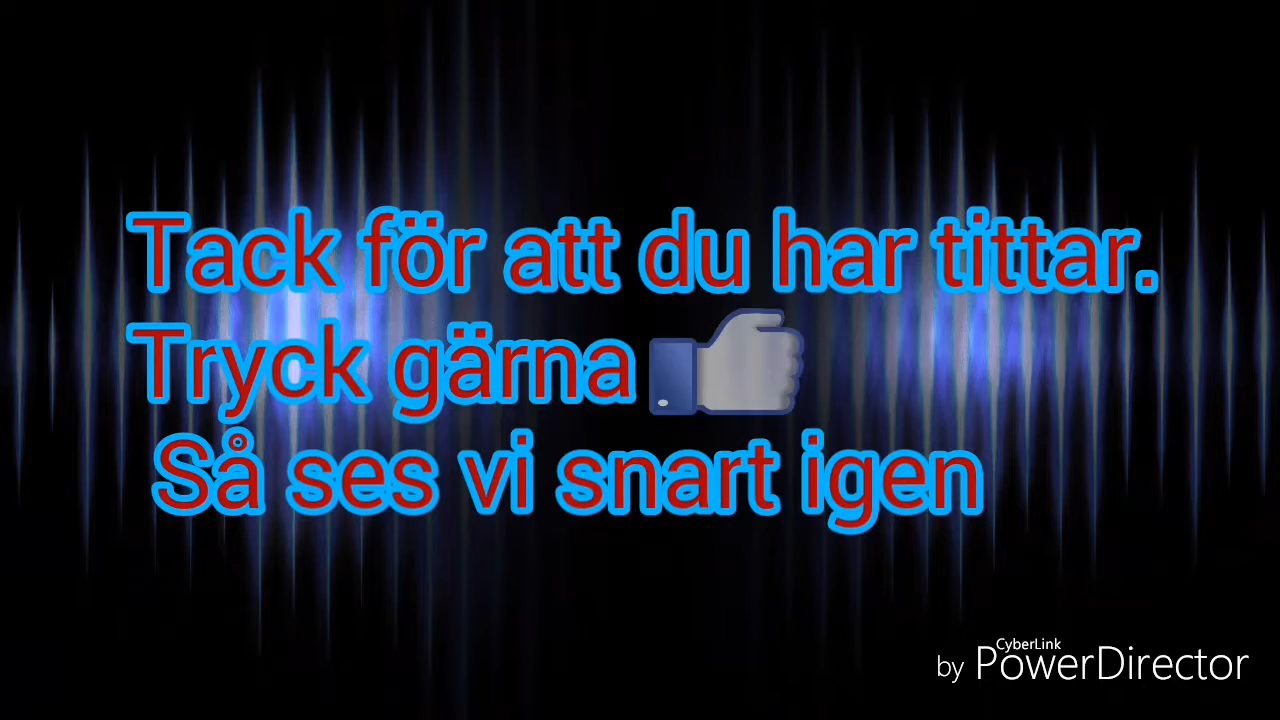 Tack för att du har tittar.
Tryck gärna
Så ses vi snart igen
by CyberLink PowerDirector